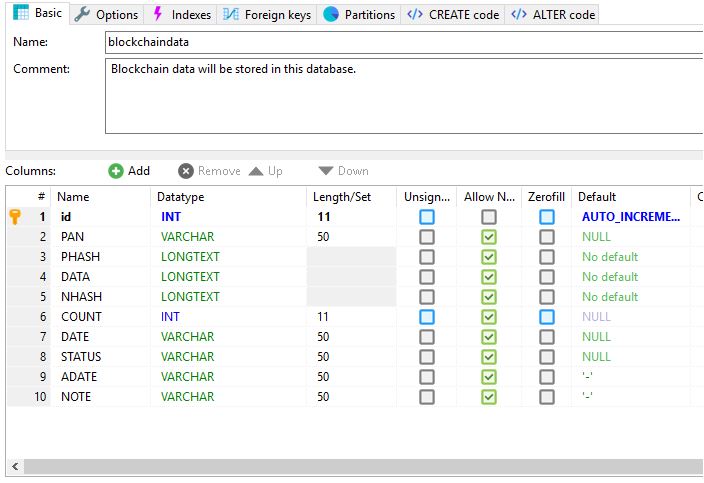 Basic Options Indexes Foreign keys Partitions </> CREATE code </> ALTER code
Name: blockchaindata
Comment: Blockchain data will be stored in this database.
Columns: Add Remove Up Down
# Name Datatype Length/Set Unsign... Allow N... Zerofill Default C
1 id INT 11 AUTO_INCREME...
2 PAN VARCHAR 50 NULL
3 PHASH LONGTEXT No default
4 DATA LONGTEXT No default
5 NHASH LONGTEXT No default
6 COUNT INT 11 NULL
7 DATE VARCHAR 50 NULL
8 STATUS VARCHAR 50 NULL
9 ADATE VARCHAR 50 '-'
10 NOTE VARCHAR 50 '-'